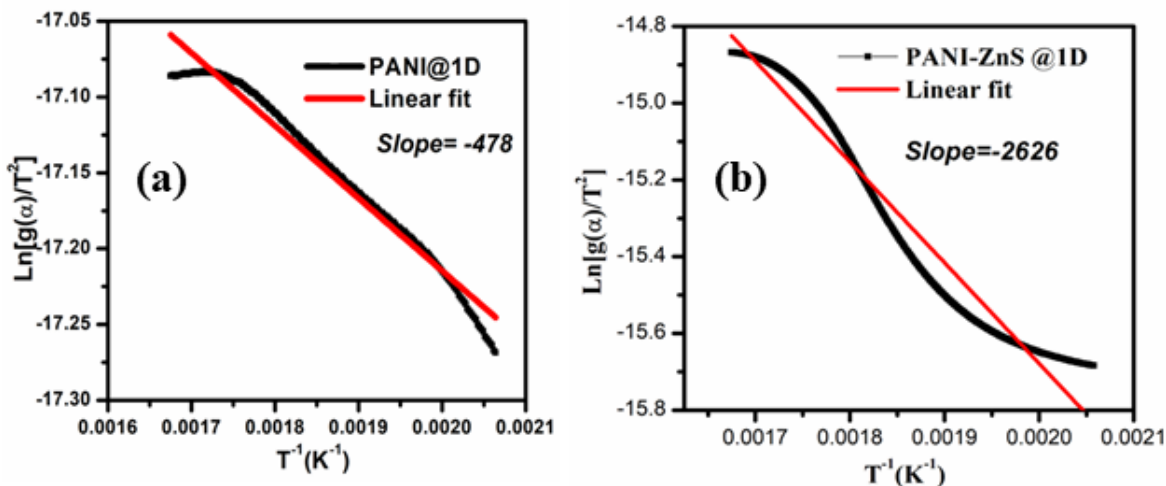 -17.05
-17.10
-17.15
-17.20
-17.25
-17.30
Ln[g(α)/T²]
(a)
PANI@1D
Linear fit
Slope= -478
0.0016 0.0017 0.0018 0.0019 0.0020 0.0021
T⁻¹(K⁻¹)
-14.8
-15.0
-15.2
-15.4
-15.6
-15.8
Ln[g(α)/T²]
(b)
PANI-ZnS @1D
Linear fit
Slope=-2626
0.0017 0.0018 0.0019 0.0020 0.0021
T⁻¹(K⁻¹)